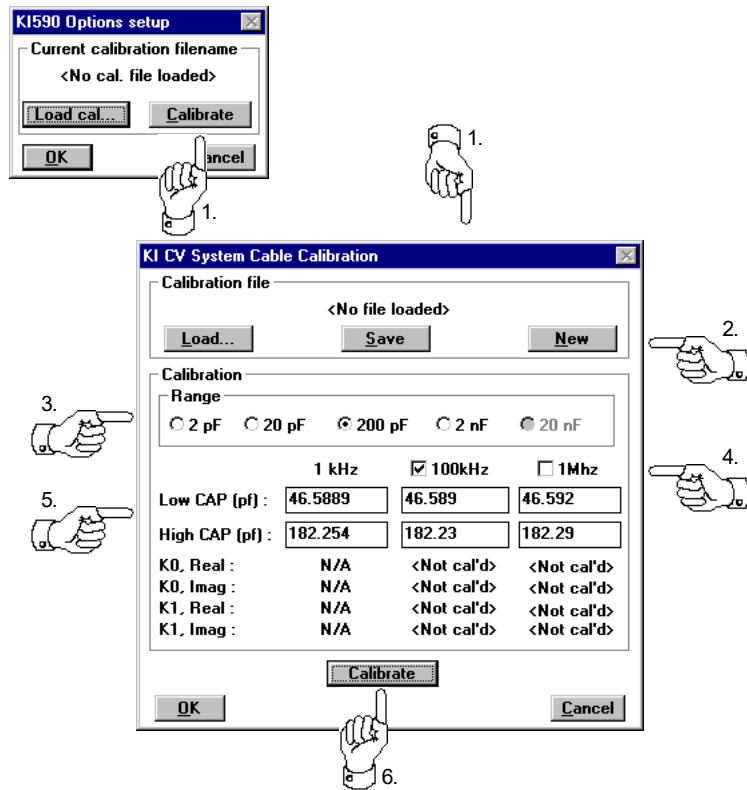 KI590 Options setup
Current calibration filename
<No cal. file loaded>
Load cal... Calibrate
OK ancel
1.
1.
KI CV System Cable Calibration
Calibration file
<No file loaded>
Load... Save New
2.
Calibration
Range
3.
2 pF 20 pF 200 pF 2 nF 20 nF
4.
1 kHz 100kHz 1Mhz
5.
Low CAP (pf) : 46.5889 46.589 46.592
High CAP (pf) : 182.254 182.23 182.29
K0, Real : N/A <Not cal'd> <Not cal'd>
K0, Imag : N/A <Not cal'd> <Not cal'd>
K1, Real : N/A <Not cal'd> <Not cal'd>
K1, Imag : N/A <Not cal'd> <Not cal'd>
Calibrate
OK Cancel
6.